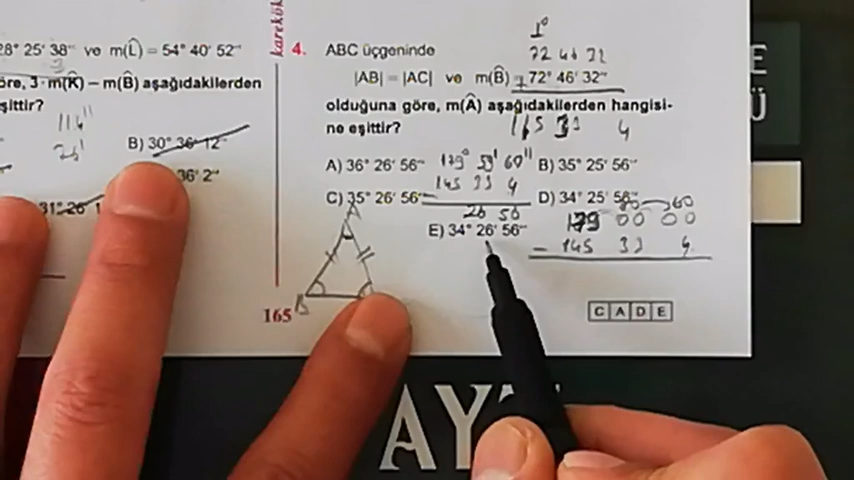 28° 25' 38" ve m(L̂) = 54° 40' 52"
öre, 3·m(K̂) – m(B̂) aşağıdakilerden
şittir?
114"
B) 30° 36' 12"
36' 2"
31° 26'
karekök
4. ABC üçgeninde
1°
72 46 32
|AB| = |AC| ve m(B̂) = 72° 46' 32"
olduğuna göre, m(Â) aşağıdakilerden hangisi-
ne eşittir?
145 33 4
A) 36° 26' 56"
179° 59' 60"
B) 35° 25' 56"
145 33 4
C) 35° 26' 56"
D) 34° 25' 56"
26 56
60 60
E) 34° 26' 56"
179 00 00
– 145 33 4
A
B
165
C A D E
AY
E
Ü